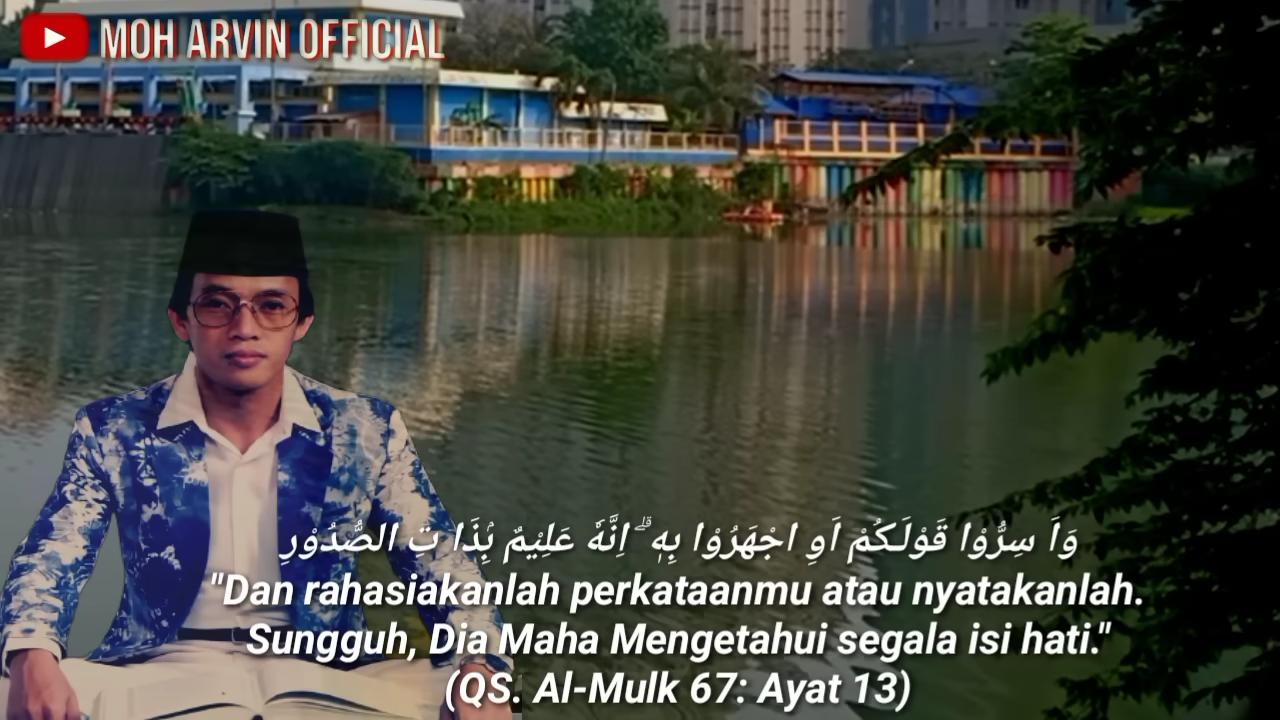 MOH ARVIN OFFICIAL
وَاَ سِرُّوْا قَوْلَـكُمْ اَوِ اجْهَرُوْا بِهٖ ۗ اِنَّهٗ عَلِيْمٌۢ بِۢذَا تِ الصُّدُوْرِ
"Dan rahasiakanlah perkataanmu atau nyatakanlah.
Sungguh, Dia Maha Mengetahui segala isi hati."
(QS. Al-Mulk 67: Ayat 13)